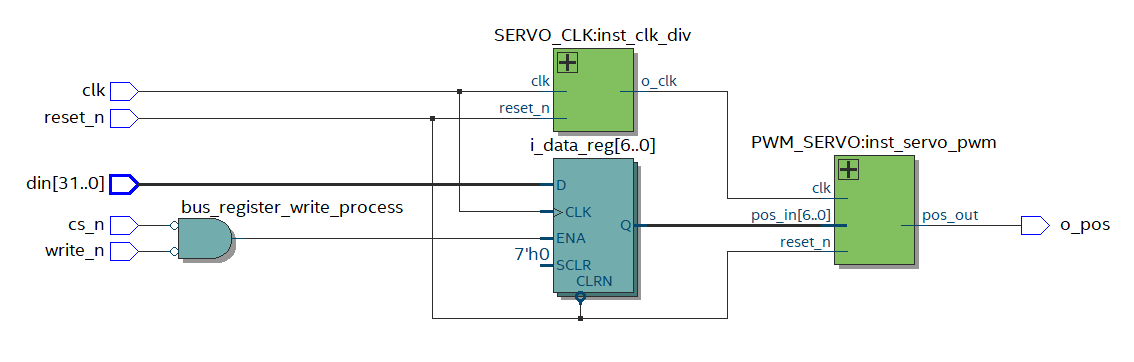 SERVO_CLK:inst_clk_div
clk
clk
o_clk
reset_n
reset_n
i_data_reg[6..0]
PWM_SERVO:inst_servo_pwm
din[31..0]
D
clk
bus_register_write_process
CLK
Q
pos_in[6..0]
pos_out
o_pos
cs_n
ENA
reset_n
write_n
7'h0
SCLR
CLRN